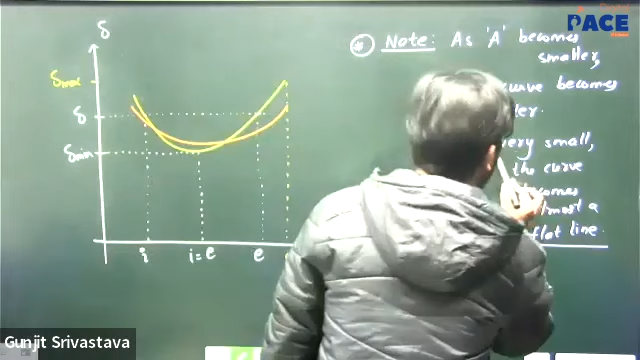 PACE
δ
δmax
δ
δmin
i
i = e
e
* Note: As 'A' becomes
smaller,
curve becomes
very small,
the curve
becomes
almost a
flat line.
Gunjit Srivastava